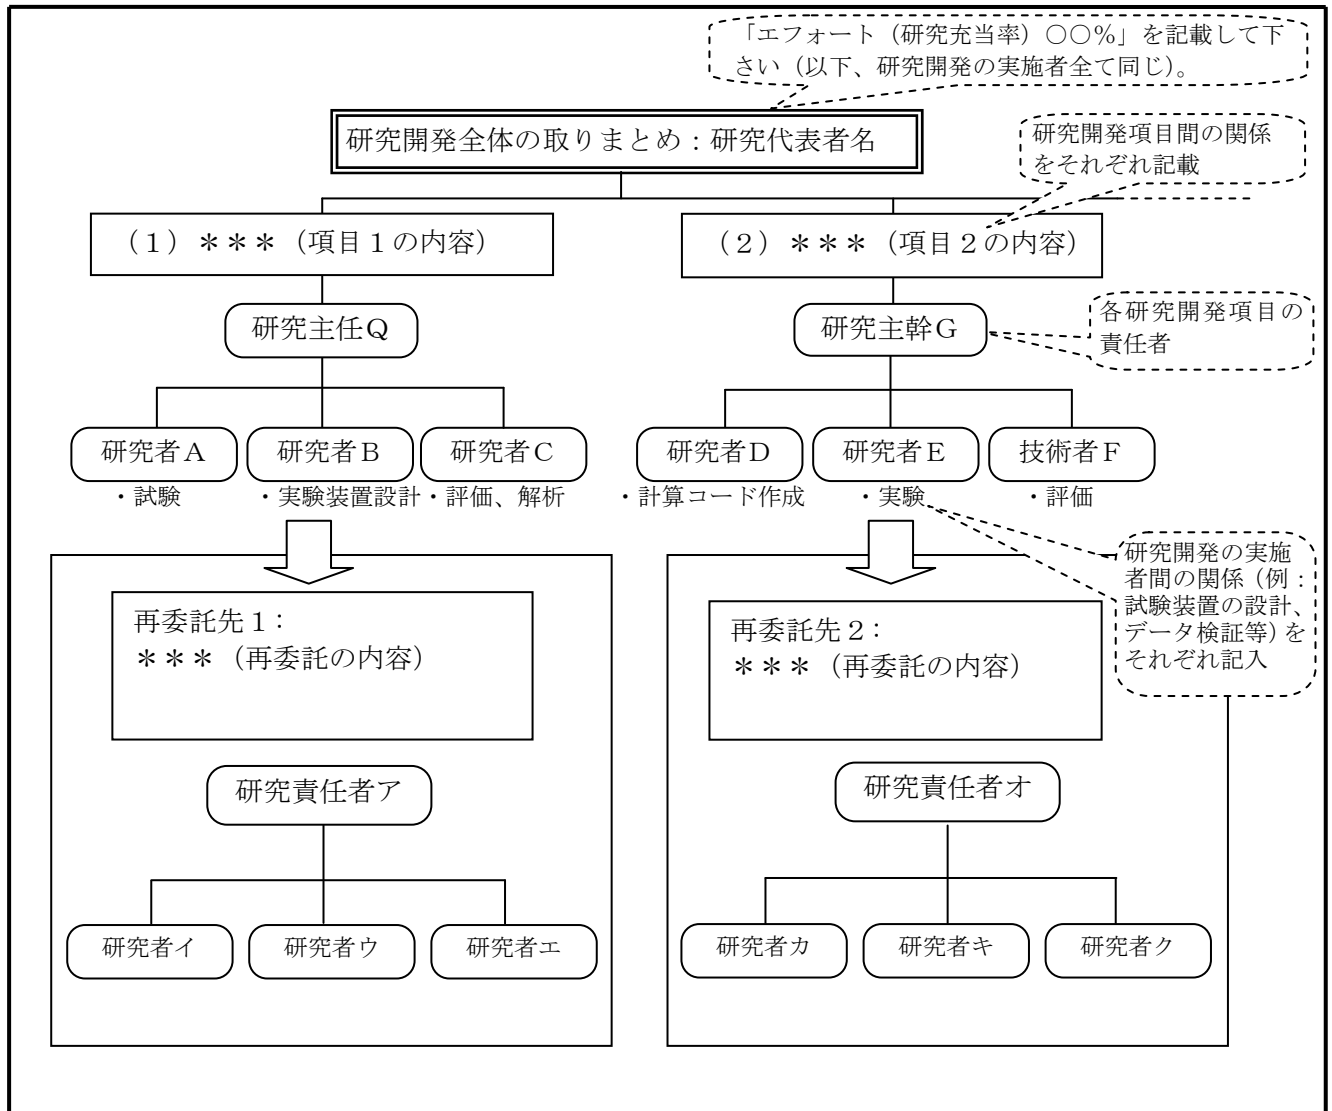 「エフォート（研究充当率）○○％」を記載して下
さい（以下、研究開発の実施者全て同じ）。
研究開発全体の取りまとめ：研究代表者名
研究開発項目間の関係
をそれぞれ記載
（１）＊＊＊（項目１の内容）
（２）＊＊＊（項目２の内容）
研究主任Ｑ
研究主幹Ｇ
各研究開発項目の
責任者
研究者Ａ
研究者Ｂ
研究者Ｃ
研究者Ｄ
研究者Ｅ
技術者Ｆ
・試験
・実験装置設計
・評価、解析
・計算コード作成
・実験
・評価
研究開発の実施
者間の関係（例：
試験装置の設計、
データ検証等）を
それぞれ記入
再委託先１：
＊＊＊（再委託の内容）
再委託先２：
＊＊＊（再委託の内容）
研究責任者ア
研究責任者オ
研究者イ
研究者ウ
研究者エ
研究者カ
研究者キ
研究者ク